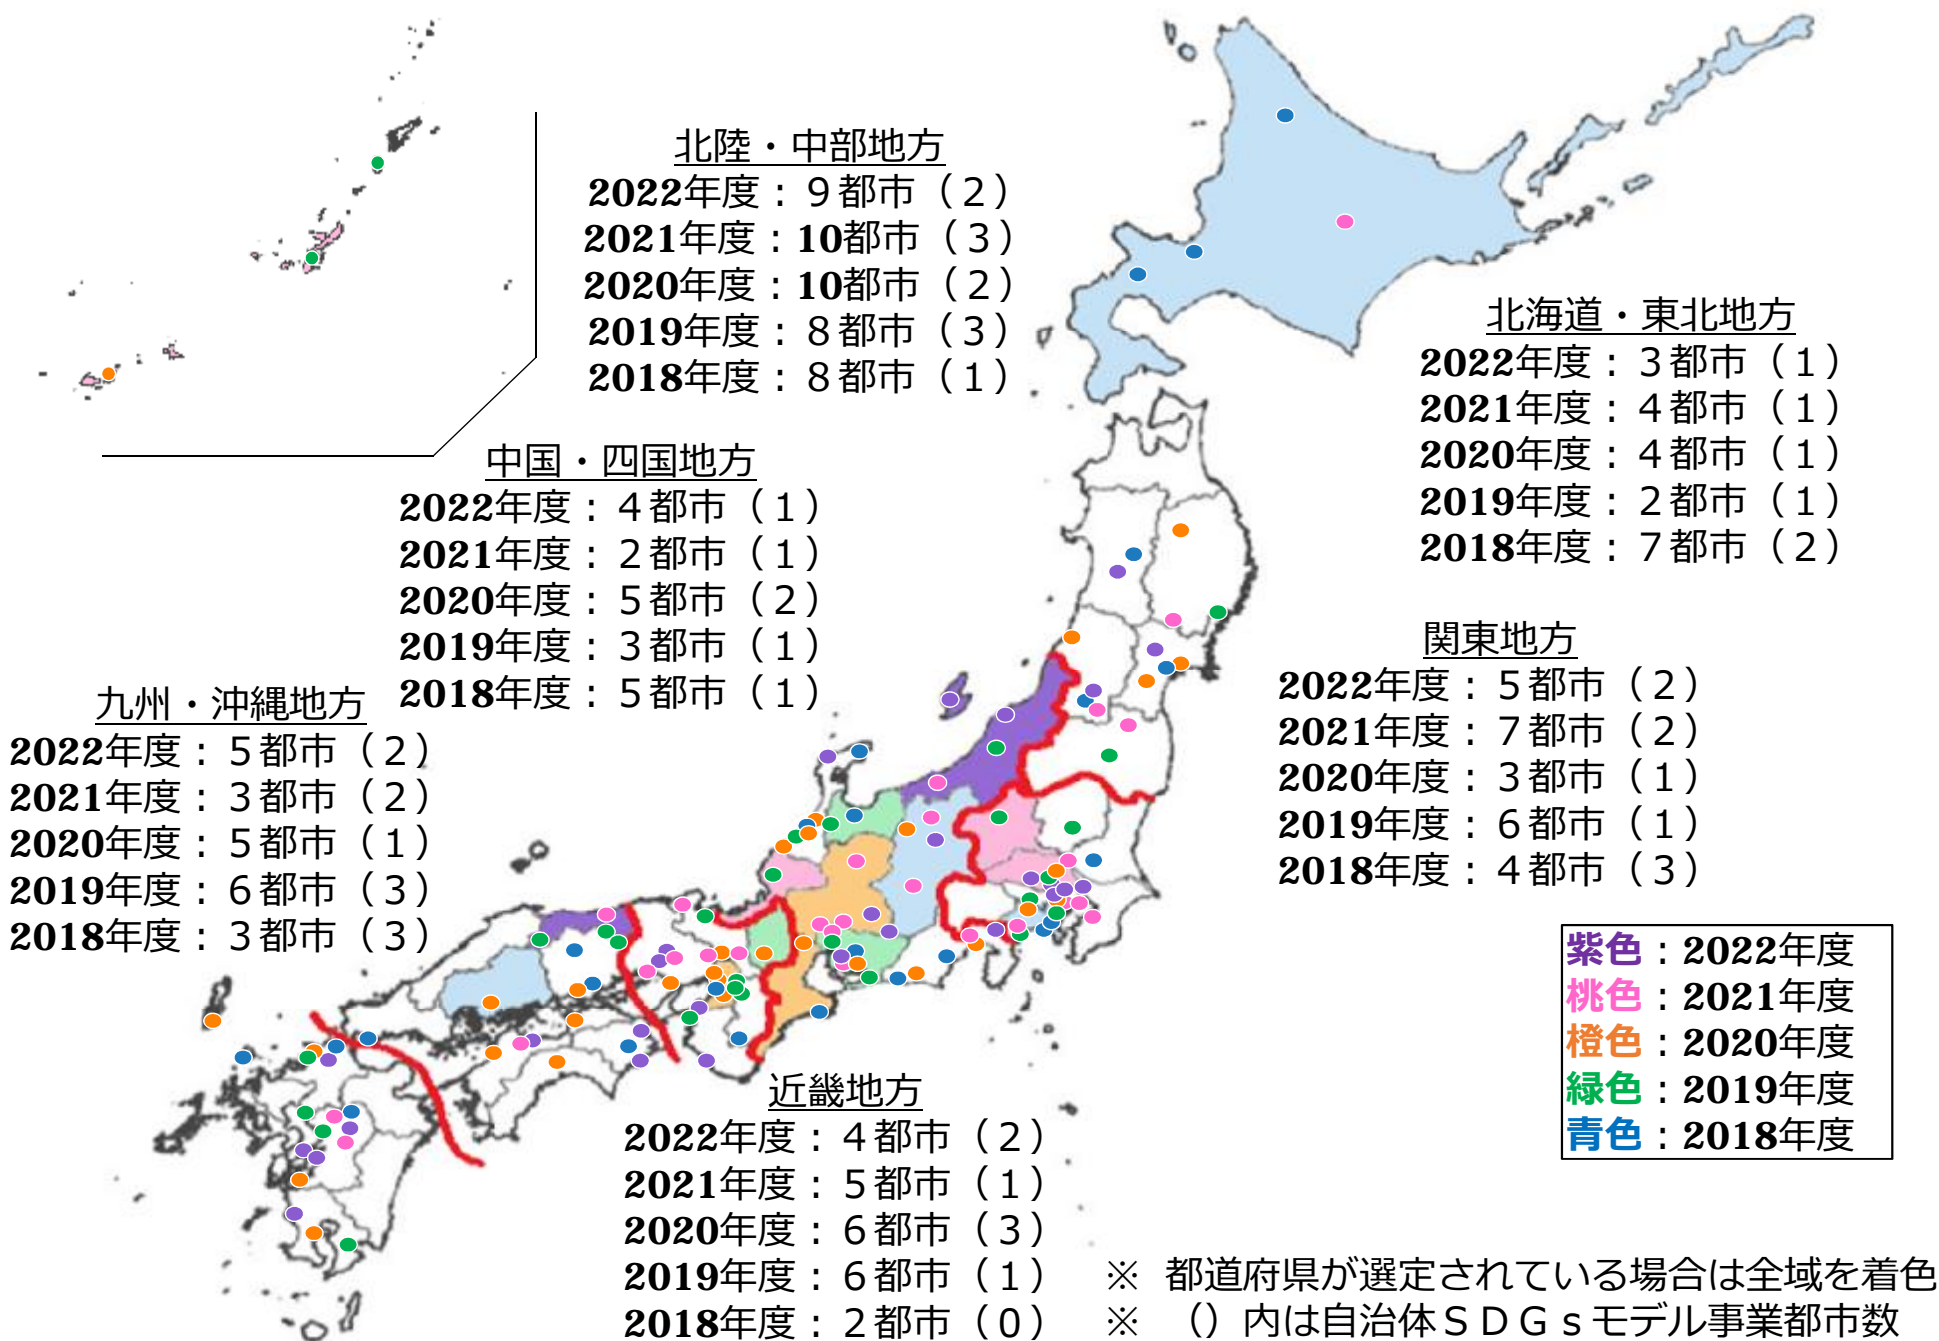 北陸・中部地方
2022年度：９都市（２）
2021年度：10都市（３）
2020年度：10都市（２）
2019年度：８都市（３）
2018年度：８都市（１）
北海道・東北地方
2022年度：３都市（１）
2021年度：４都市（１）
2020年度：４都市（１）
2019年度：２都市（１）
2018年度：７都市（２）
中国・四国地方
2022年度：４都市（１）
2021年度：２都市（１）
2020年度：５都市（２）
2019年度：３都市（１）
2018年度：５都市（１）
関東地方
2022年度：５都市（２）
2021年度：７都市（２）
2020年度：３都市（１）
2019年度：６都市（１）
2018年度：４都市（３）
九州・沖縄地方
2022年度：５都市（２）
2021年度：３都市（２）
2020年度：５都市（１）
2019年度：６都市（３）
2018年度：３都市（３）
紫色：2022年度
桃色：2021年度
橙色：2020年度
緑色：2019年度
青色：2018年度
近畿地方
2022年度：４都市（２）
2021年度：５都市（１）
2020年度：６都市（３）
2019年度：６都市（１）
2018年度：２都市（０）
※ 都道府県が選定されている場合は全域を着色
※ （）内は自治体ＳＤＧｓモデル事業都市数